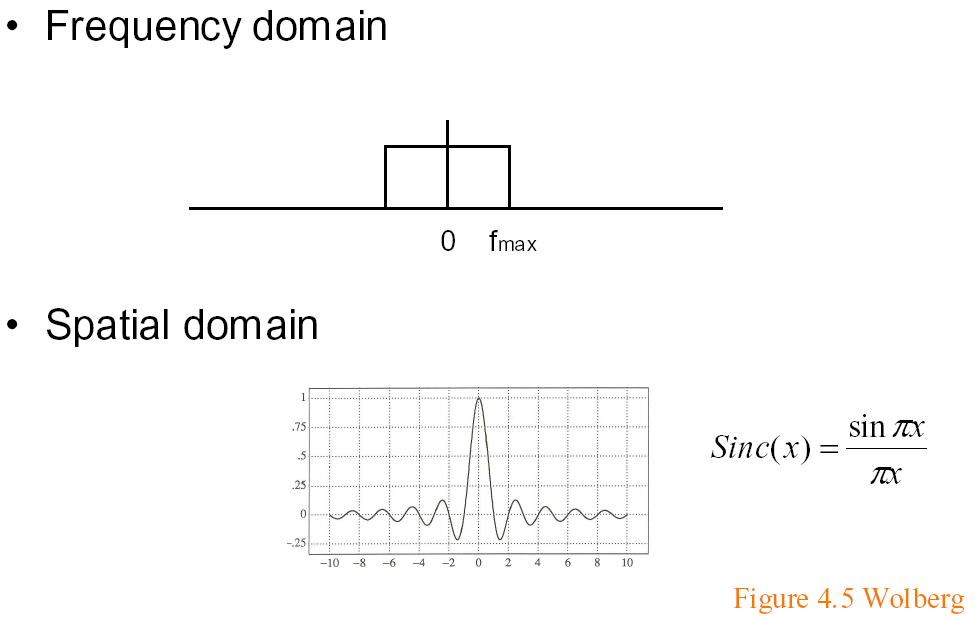 • Frequency domain
0 fmax
• Spatial domain
1
.75
.5
.25
0
-.25
-10 -8 -6 -4 -2 0 2 4 6 8 10
Sinc(x) = sin πx / πx
Figure 4.5 Wolberg